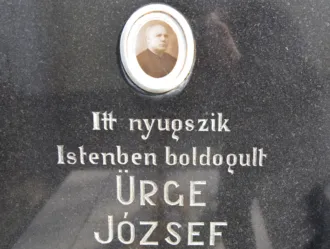 Itt nyugszik
Istenben boldogult
ÜRGE
JÓZSEF